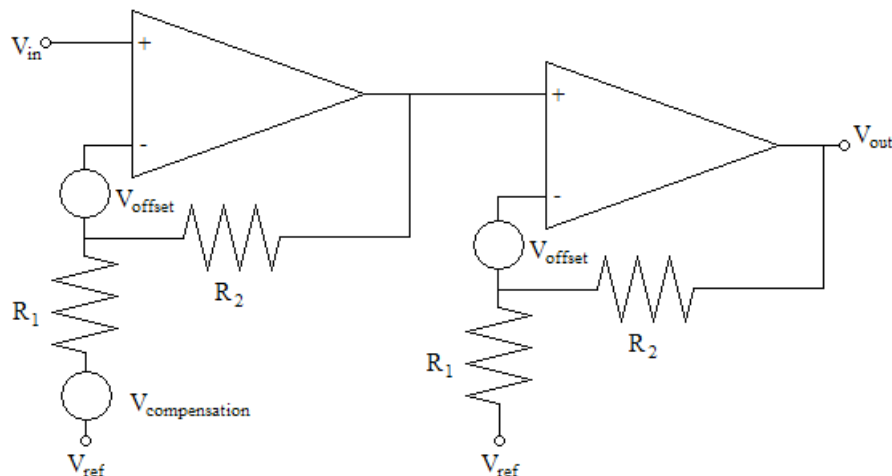 Vin
+
-
Voffset
R2
R1
Vcompensation
Vref
+
-
Vout
Voffset
R2
R1
Vref